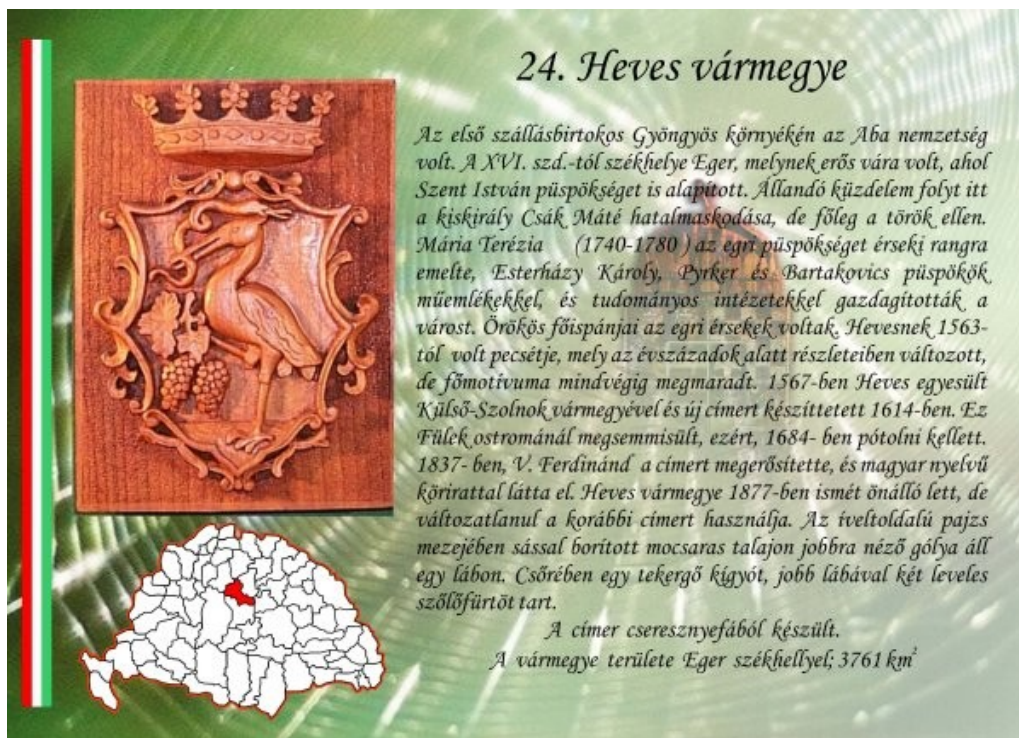 24. Heves vármegye
Az első szállásbirtokos Gyöngyös környékén az Aba nemzetség
volt. A XVI. szd.-tól székhelye Eger, melynek erős vára volt, ahol
Szent István püspökséget is alapított. Állandó küzdelem folyt itt
a kiskirály Csák Máté hatalmaskodása, de főleg a török ellen.
Mária Terézia (1740-1780 ) az egri püspökséget érseki rangra
emelte, Esterházy Károly, Pyrker és Bartakovics püspökök
műemlékekkel, és tudományos intézetekkel gazdagították a
várost. Örökös főispánjai az egri érsekek voltak. Hevesnek 1563-
tól volt pecsétje, mely az évszázadok alatt részleteiben változott,
de főmotívuma mindvégig megmaradt. 1567-ben Heves egyesült
Külső-Szolnok vármegyével és új címert készíttetett 1614-ben. Ez
Fülek ostrománál megsemmisült, ezért, 1684- ben pótolni kellett.
1837- ben, V. Ferdinánd a címert megerősítette, és magyar nyelvű
körirattal látta el. Heves vármegye 1877-ben ismét önálló lett, de
változatlanul a korábbi címert használja. Az íveltoldalú pajzs
mezejében sással borított mocsaras talajon jobbra néző gólya áll
egy lábon. Csőrében egy tekergő kígyót, jobb lábával két leveles
szőlőfürtöt tart.
A címer cseresznyefából készült.
A vármegye területe Eger székhellyel; 3761 km²